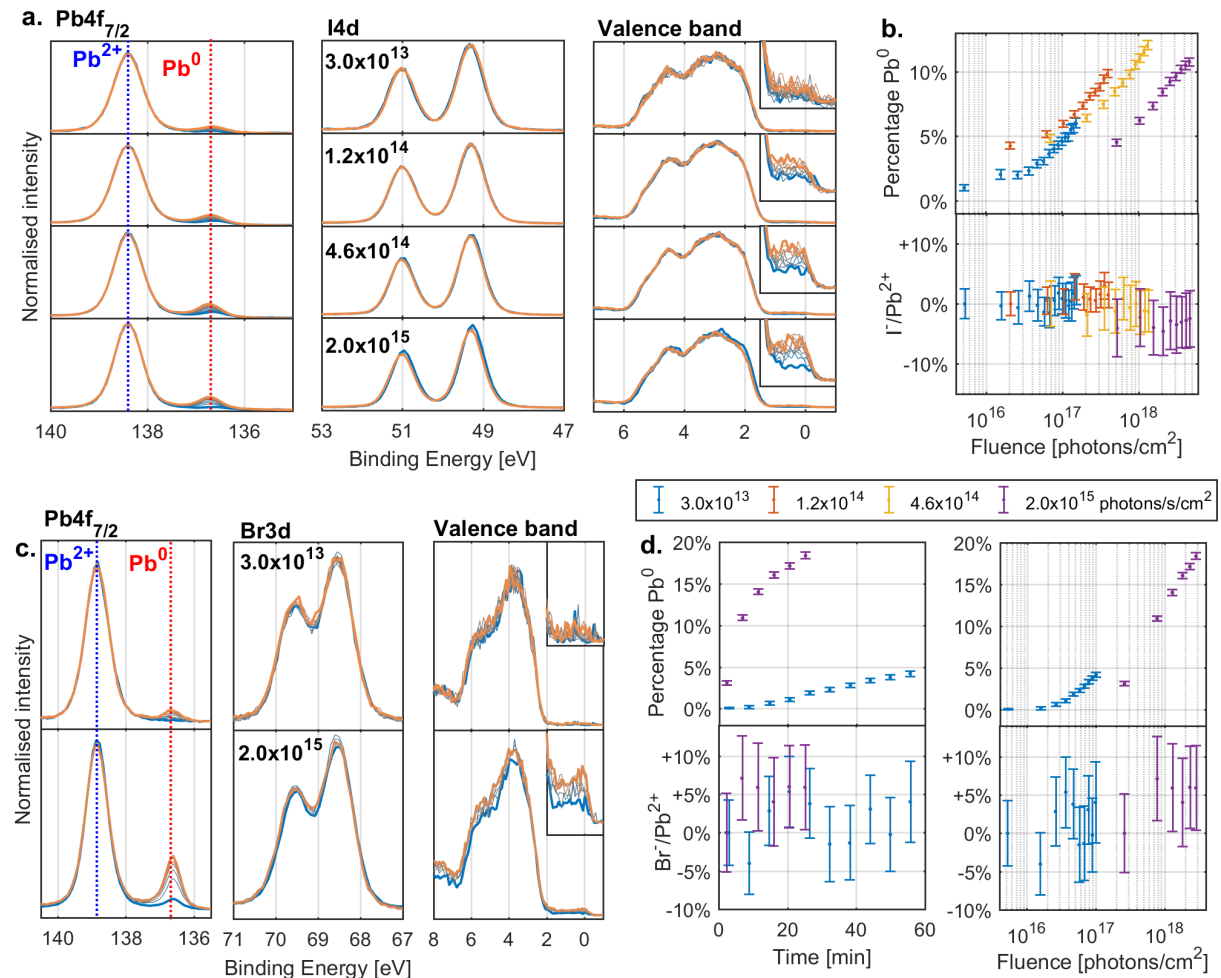 a.
Pb4f7/2
I4d
Valence band
b.
Pb2+
Pb0
3.0x10^13
1.2x10^14
4.6x10^14
2.0x10^15
Normalised intensity
140
138
136
53
51
49
47
6
4
2
0
Binding Energy [eV]
10%
5%
0%
Percentage Pb0
+10%
0%
-10%
I-/Pb2+
10^16
10^17
10^18
Fluence [photons/cm2]
3.0x10^13
1.2x10^14
4.6x10^14
2.0x10^15 photons/s/cm2
c.
Pb4f7/2
Br3d
Valence band
Pb2+
Pb0
3.0x10^13
2.0x10^15
Normalised intensity
140
138
136
71
70
69
68
67
8
6
4
2
0
Binding Energy [eV]
d.
20%
15%
10%
5%
0%
Percentage Pb0
+10%
+5%
0%
-5%
-10%
Br-/Pb2+
0
20
40
60
Time [min]
20%
15%
10%
5%
0%
+10%
+5%
0%
-5%
-10%
10^16
10^17
10^18
Fluence [photons/cm2]